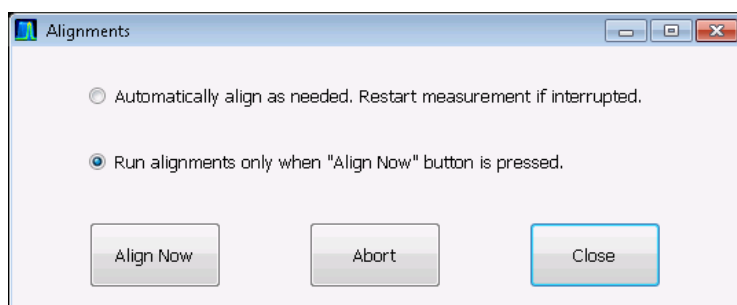 Alignments
Automatically align as needed. Restart measurement if interrupted.
Run alignments only when "Align Now" button is pressed.
Align Now Abort Close